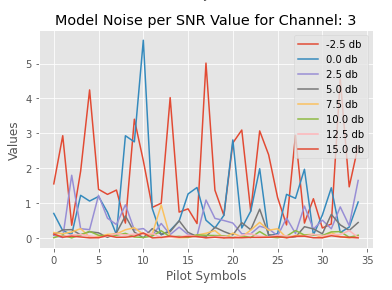 Model Noise per SNR Value for Channel: 3
Values
5
4
3
2
1
0
0
5
10
15
20
25
30
35
Pilot Symbols
-2.5 db
0.0 db
2.5 db
5.0 db
7.5 db
10.0 db
12.5 db
15.0 db